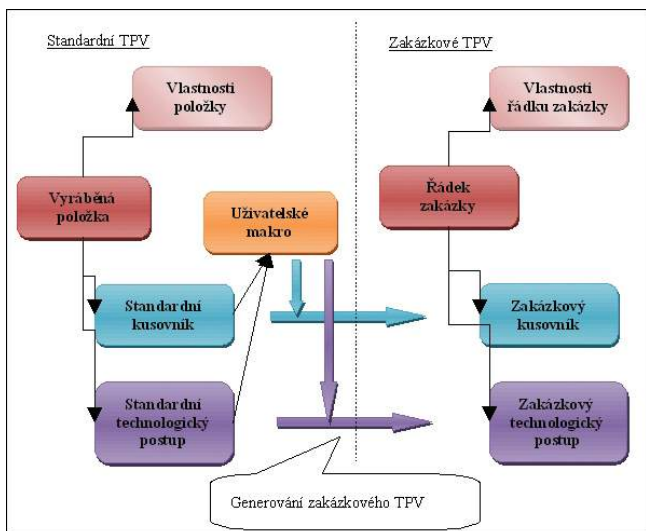 Standardní TPV
Zakázkové TPV
Vlastnosti
položky
Vlastnosti
řádku zakázky
Vyráběná
položka
Uživatelské
makro
Řádek
zakázky
Standardní
kusovník
Zakázkový
kusovník
Standardní
technologický
postup
Zakázkový
technologický
postup
Generování zakázkového TPV